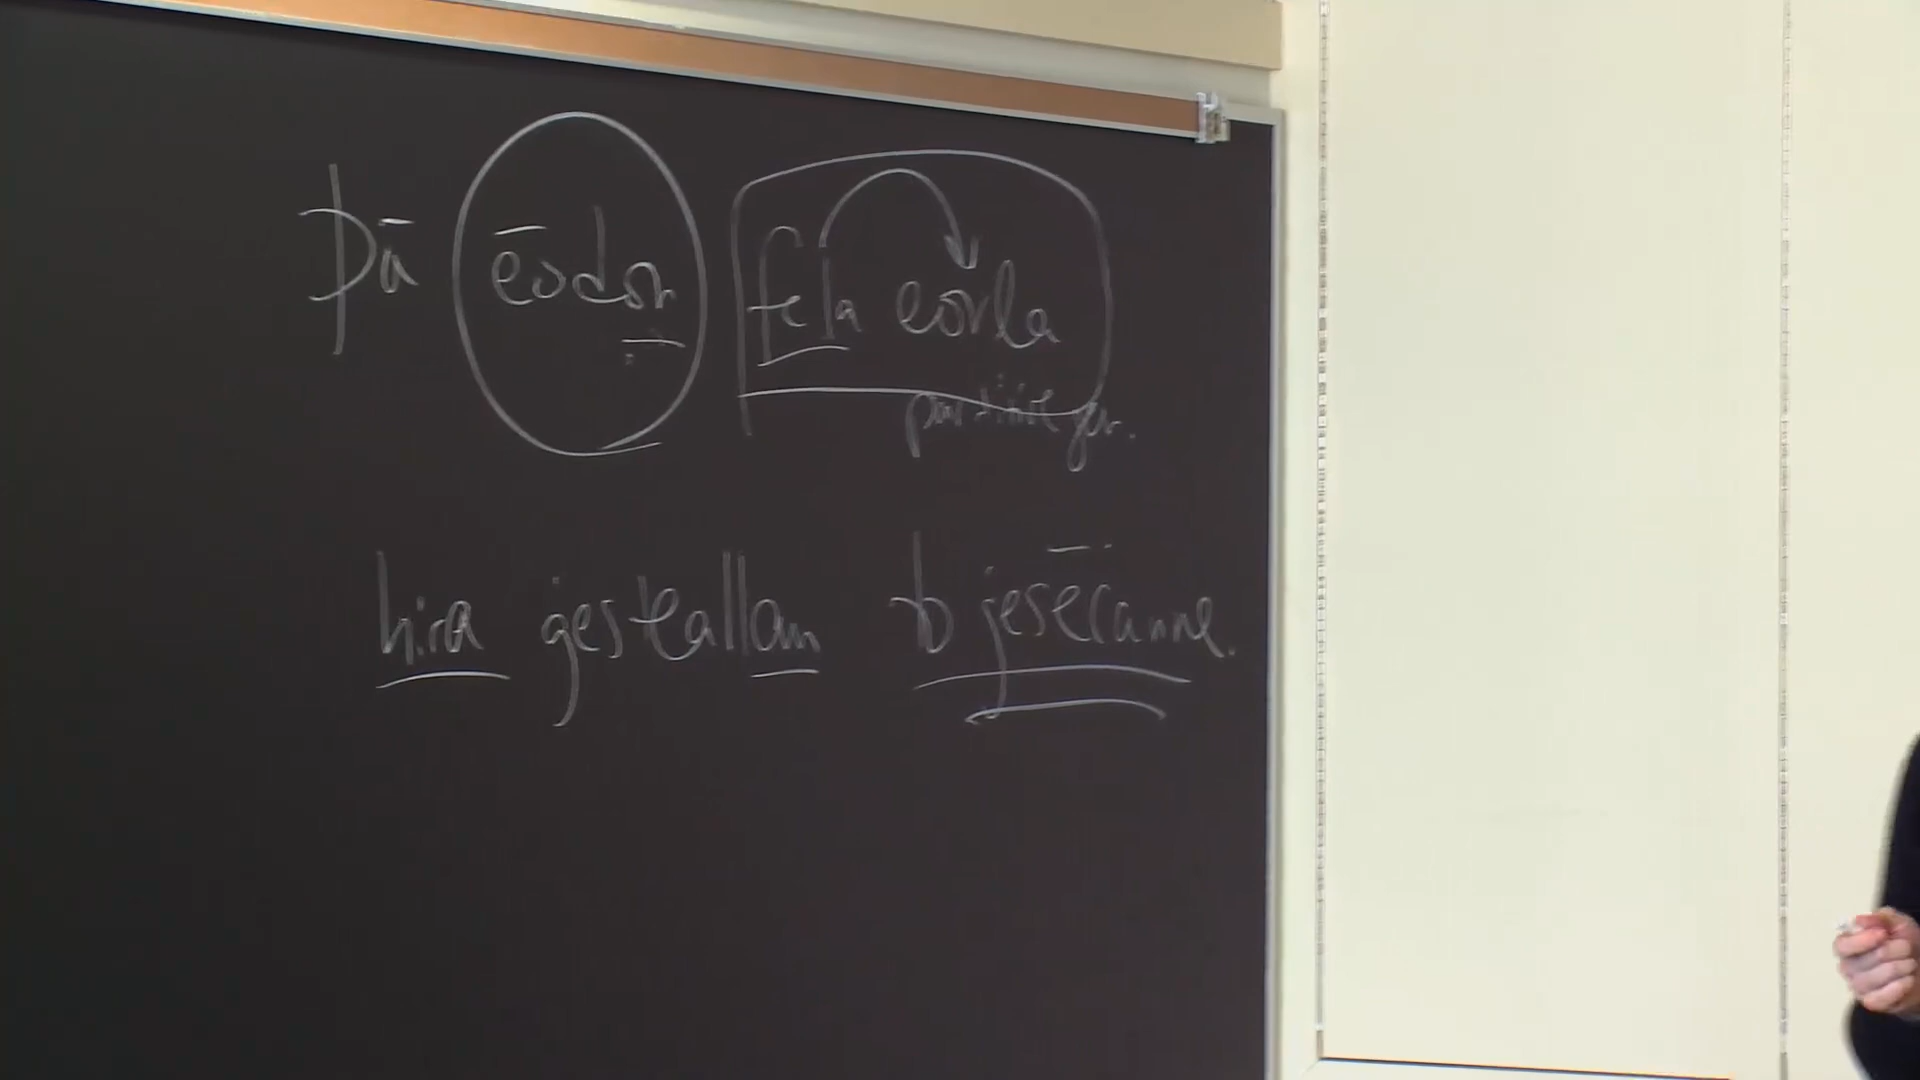 Þā ēodon fela eorla
partitive gen.
hira gesteallan tō gesēcanne.